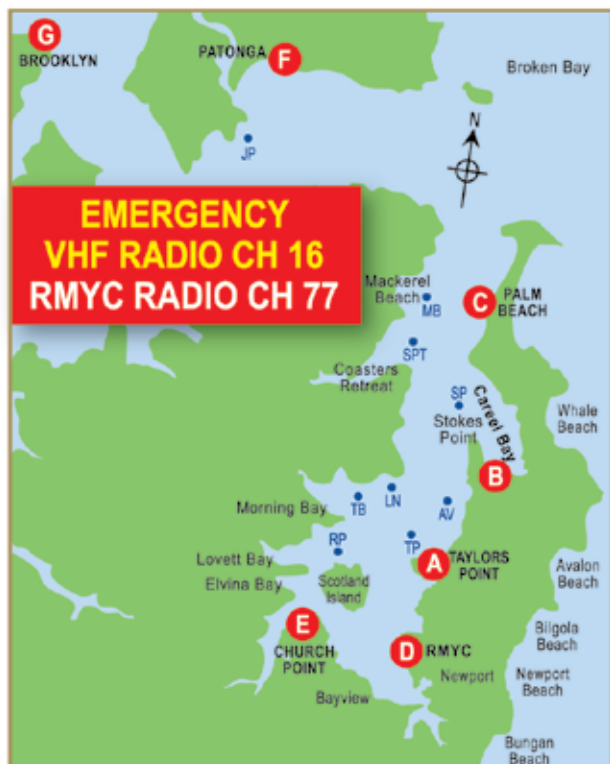 G
BROOKLYN
PATONGA
F
Broken Bay
N
JP
EMERGENCY
VHF RADIO CH 16
RMYC RADIO CH 77
Mackerel
Beach
MB
C
PALM
BEACH
SPT
Coasters
Retreat
SP
Stokes
Point
Careel Bay
Whale
Beach
B
Morning Bay
TB
LN
AV
RP
TP
Lovett Bay
Elvina Bay
Scotland
Island
A
TAYLORS
POINT
Avalon
Beach
E
CHURCH
POINT
D
RMYC
Bilgola
Beach
Newport
Newport
Beach
Bayview
Bungan
Beach